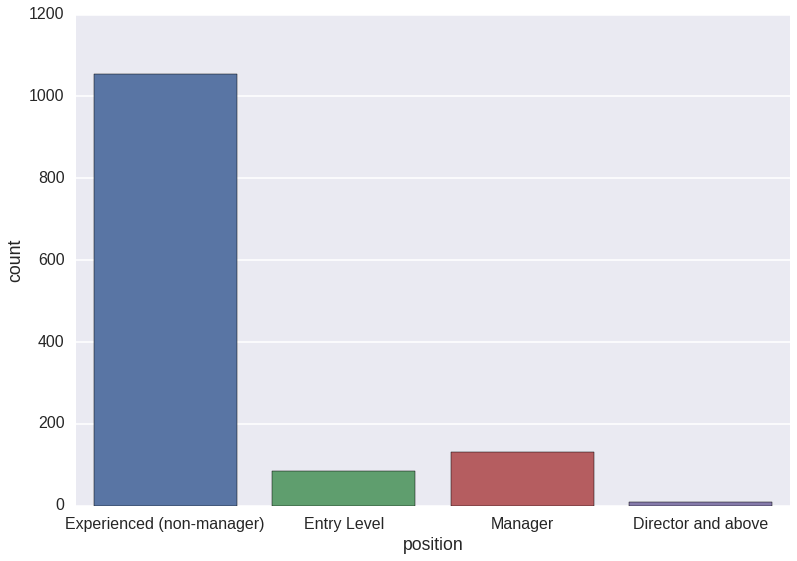 1200
1000
800
600
400
200
0
count
Experienced (non-manager) Entry Level Manager Director and above
position